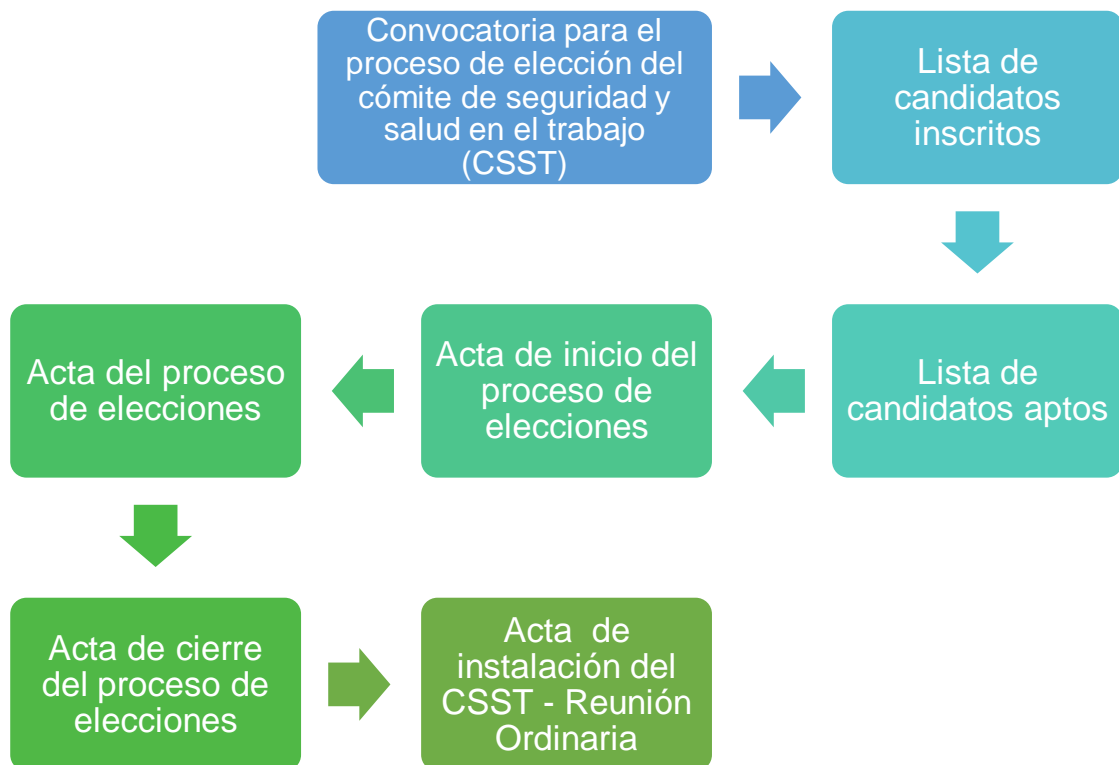 Convocatoria para el
proceso de elección del
cómite de seguridad y
salud en el trabajo
(CSST)
Lista de
candidatos
inscritos
Lista de
candidatos aptos
Acta de inicio del
proceso de
elecciones
Acta del proceso
de elecciones
Acta de cierre
del proceso de
elecciones
Acta  de
instalación del
CSST - Reunión
Ordinaria